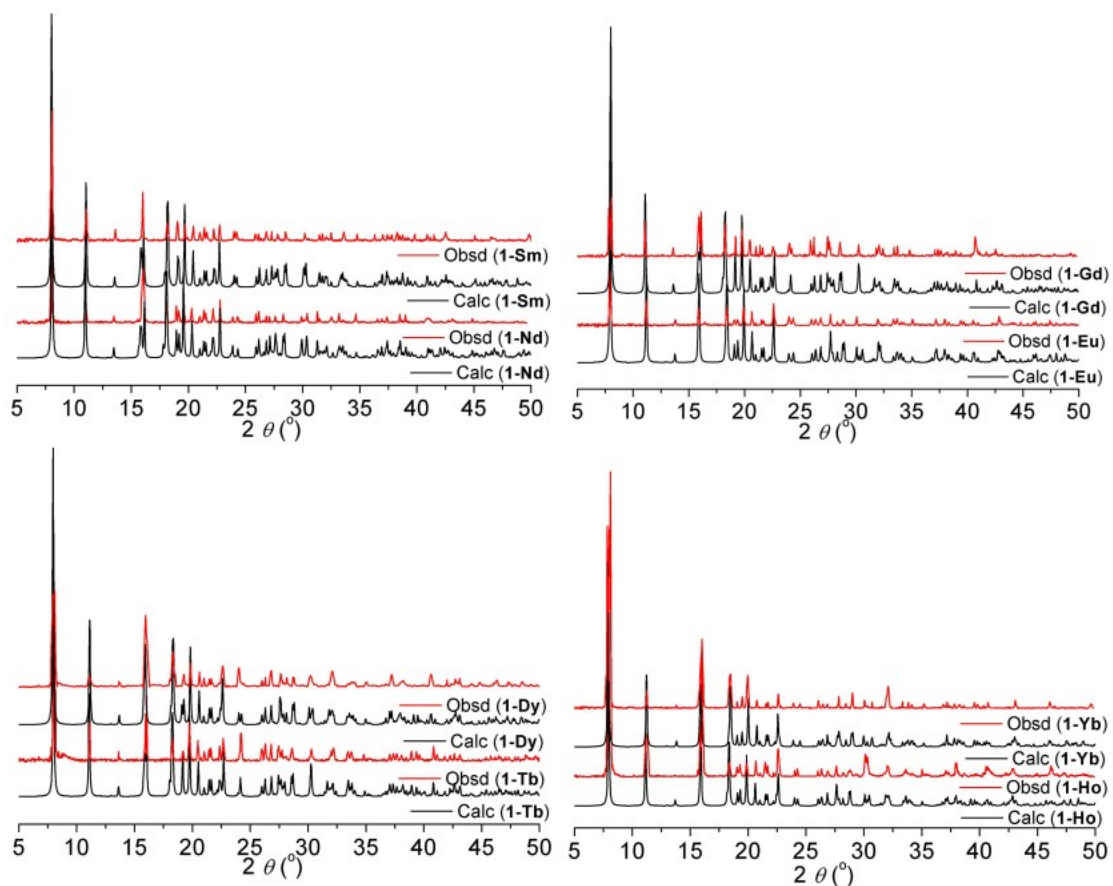 Obsd (1-Sm)
Calc (1-Sm)
Obsd (1-Nd)
Calc (1-Nd)
5 10 15 20 25 30 35 40 45 50
2 θ (°)
Obsd (1-Gd)
Calc (1-Gd)
Obsd (1-Eu)
Calc (1-Eu)
5 10 15 20 25 30 35 40 45 50
2 θ (°)
Obsd (1-Dy)
Calc (1-Dy)
Obsd (1-Tb)
Calc (1-Tb)
5 10 15 20 25 30 35 40 45 50
2 θ (°)
Obsd (1-Yb)
Calc (1-Yb)
Obsd (1-Ho)
Calc (1-Ho)
5 10 15 20 25 30 35 40 45 50
2 θ (°)